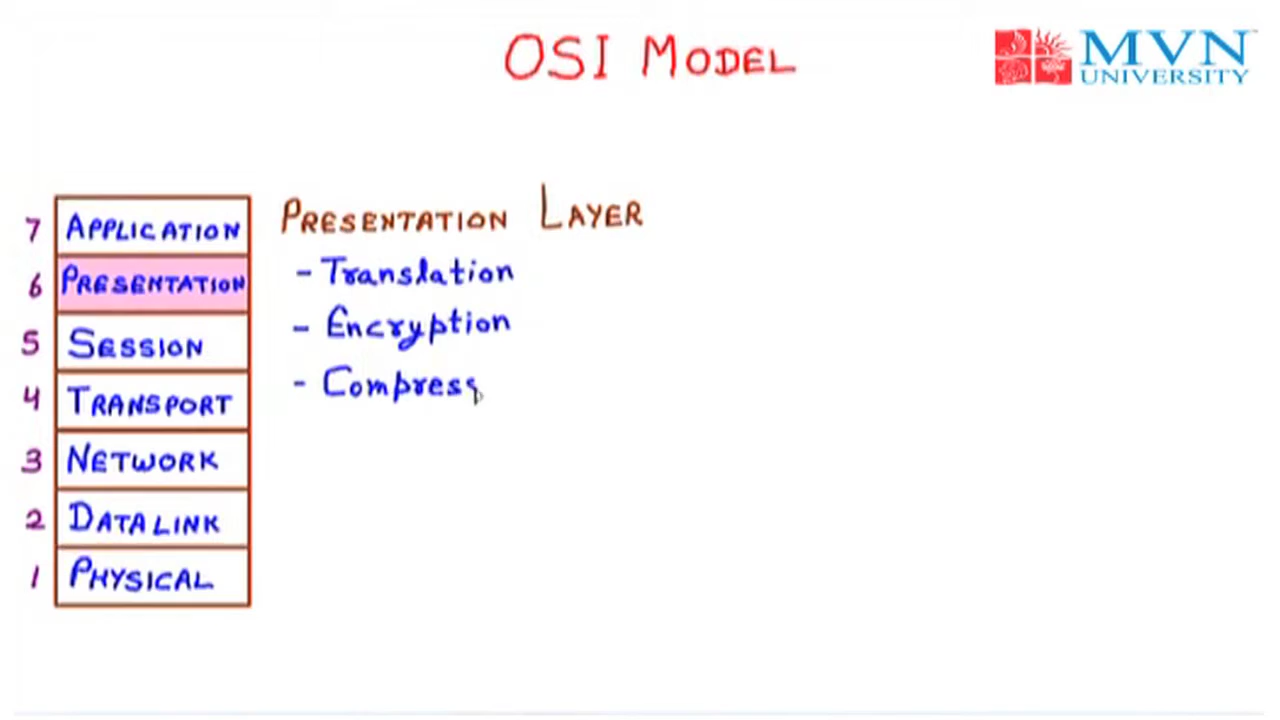 OSI MODEL
MVN
UNIVERSITY
7 APPLICATION
6 PRESENTATION
5 SESSION
4 TRANSPORT
3 NETWORK
2 DATALINK
1 PHYSICAL
PRESENTATION LAYER
- Translation
- Encryption
- Compress